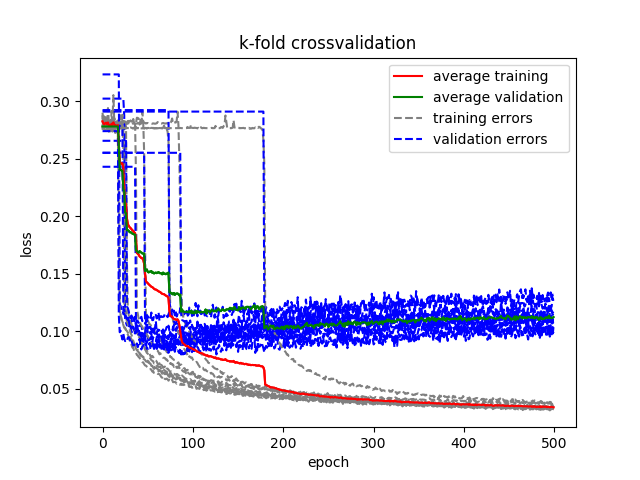 k-fold crossvalidation
average training
average validation
training errors
validation errors
0.30
0.25
0.20
0.15
0.10
0.05
loss
0 100 200 300 400 500
epoch